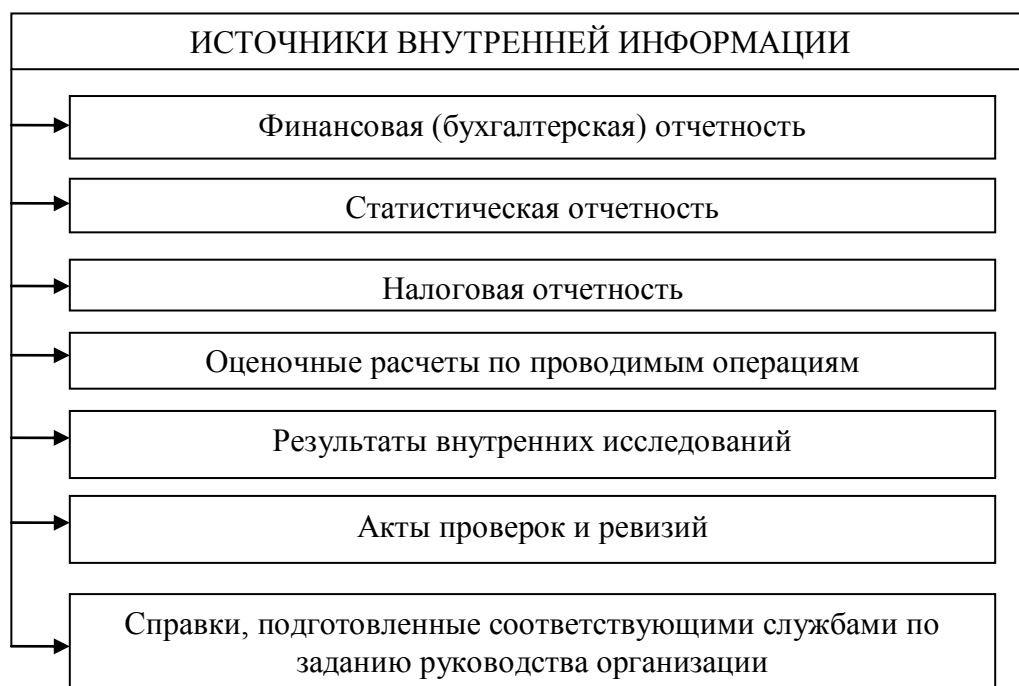 ИСТОЧНИКИ ВНУТРЕННЕЙ ИНФОРМАЦИИ
Финансовая (бухгалтерская) отчетность
Статистическая отчетность
Налоговая отчетность
Оценочные расчеты по проводимым операциям
Результаты внутренних исследований
Акты проверок и ревизий
Справки, подготовленные соответствующими службами по
заданию руководства организации